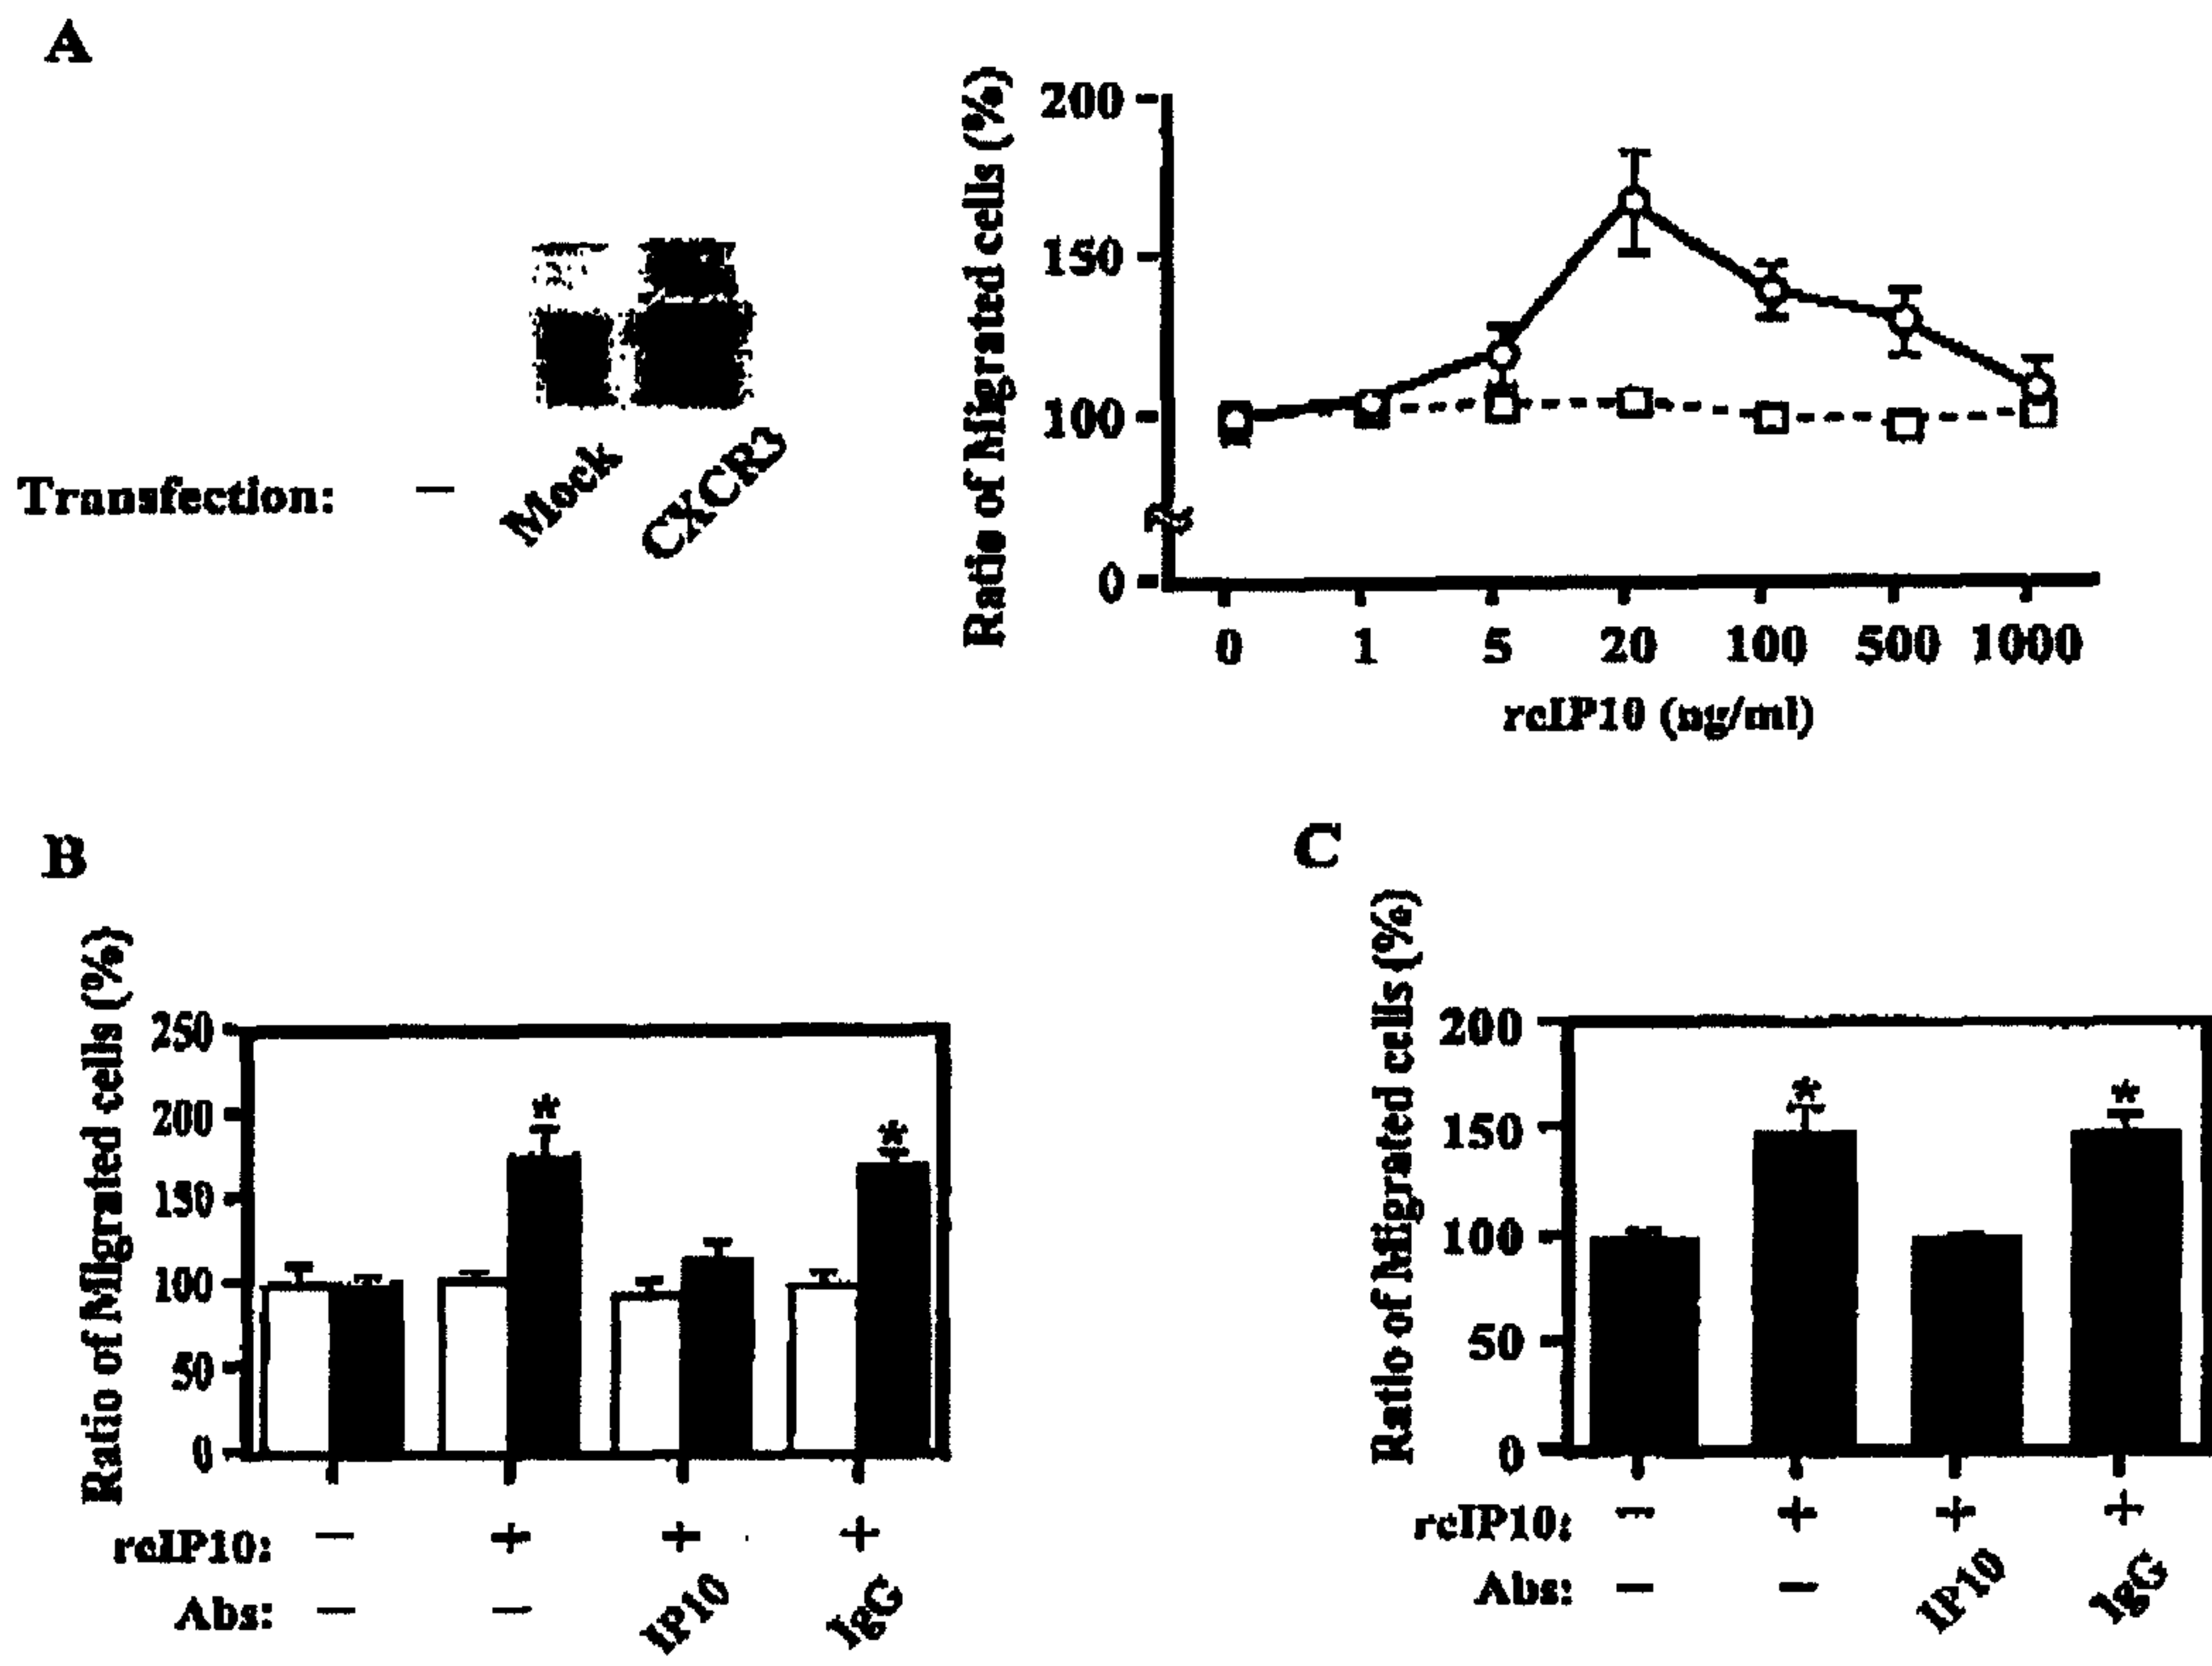 A
Transfection: − Mock CXCR3
Ratio of Migrated cells (%)
200
150
100
0
0 1 5 20 100 500 1000
rcIP10 (ng/ml)
B
Ratio of Migrated cells (%)
250
200
150
100
50
0
* *
rcIP10: − + + +
Abs: − − IP10 IgG
C
Ratio of Migrated cells (%)
200
150
100
50
0
* *
rcIP10: − + + +
Abs: − − IP10 IgG